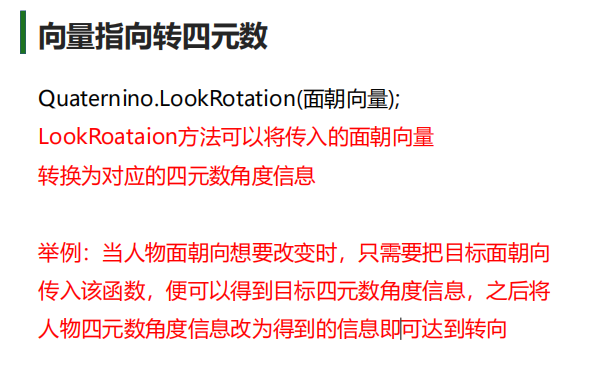 向量指向转四元数
Quaternino.LookRotation(面朝向量);
LookRoataion方法可以将传入的面朝向量
转换为对应的四元数角度信息
举例：当人物面朝向想要改变时，只需要把目标面朝向
传入该函数，便可以得到目标四元数角度信息，之后将
人物四元数角度信息改为得到的信息即可达到转向